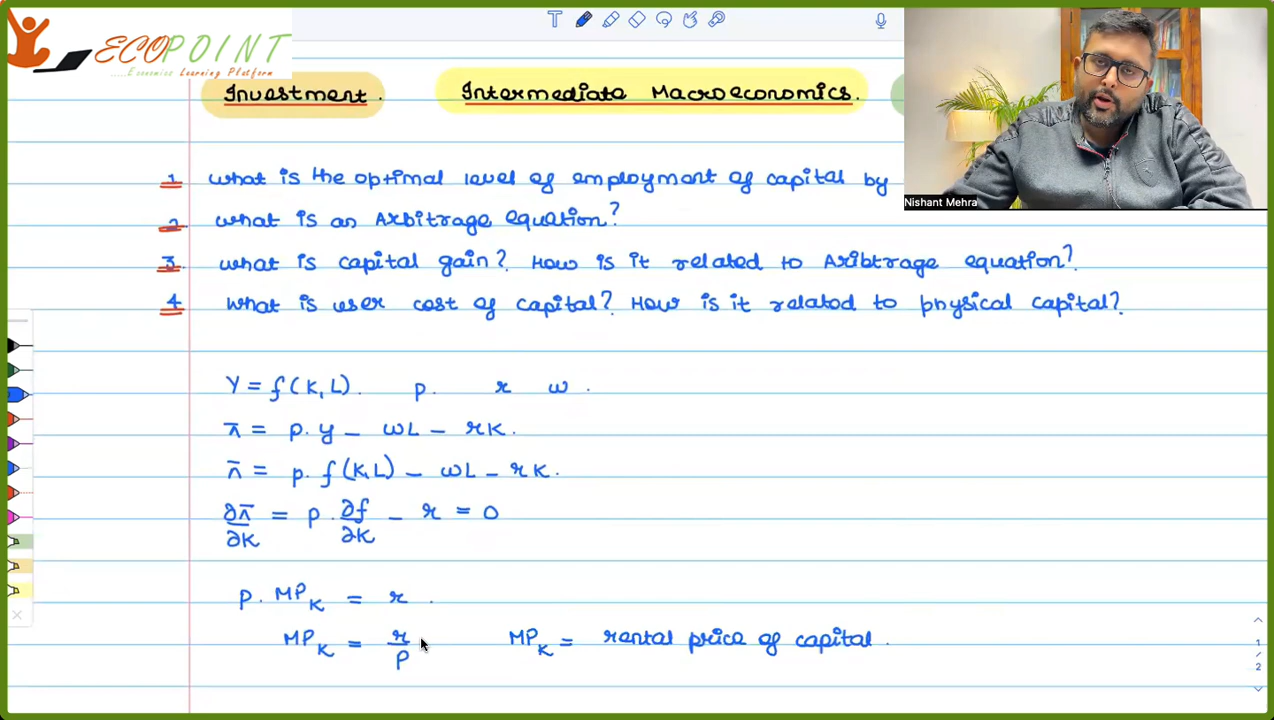 ECOPOINT
.....Economics Learning Platform
Investment.
Intermediate Macroeconomics.
1 what is the optimal level of employment of capital by
2. what is an Arbitrage equation?
3. what is capital gain? How is it related to Aribtrage equation?
4 what is user cost of capital? How is it related to physical capital?
Nishant Mehra
Y = f(K,L). p. r w.
π = p.y - wL - rK.
π = p. f(K,L) - wL - rK.
∂π/∂K = p. ∂f/∂K - r = 0
p. MPK = r.
MPK = r/p MPK = rental price of capital.
1
/
2